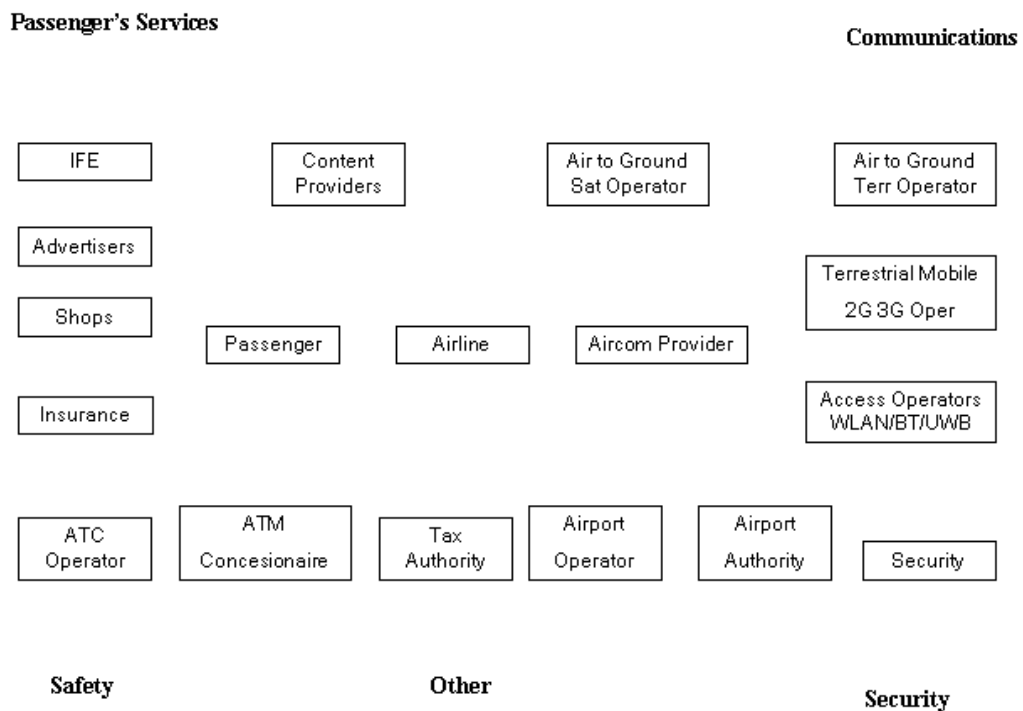 Passenger's Services
Communications
IFE
Content
Providers
Air to Ground
Sat Operator
Air to Ground
Terr Operator
Advertisers
Terrestrial Mobile
2G 3G Oper
Shops
Passenger
Airline
Aircom Provider
Insurance
Access Operators
WLAN/BT/UWB
ATC
Operator
ATM
Concesionaire
Tax
Authority
Airport
Operator
Airport
Authority
Security
Safety
Other
Security